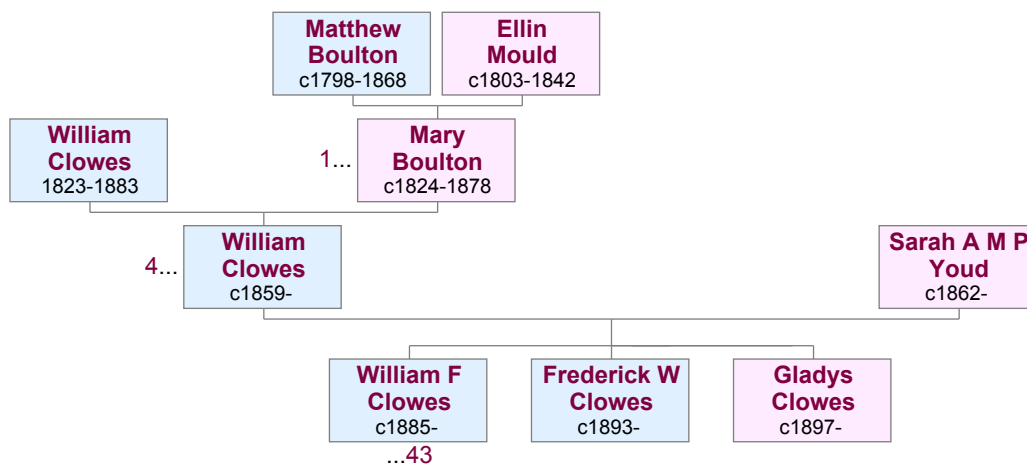 Matthew
Boulton
c1798-1868
Ellin
Mould
c1803-1842
William
Clowes
1823-1883
1...
Mary
Boulton
c1824-1878
4...
William
Clowes
c1859-
Sarah A M P
Youd
c1862-
William F
Clowes
c1885-
Frederick W
Clowes
c1893-
Gladys
Clowes
c1897-
...43